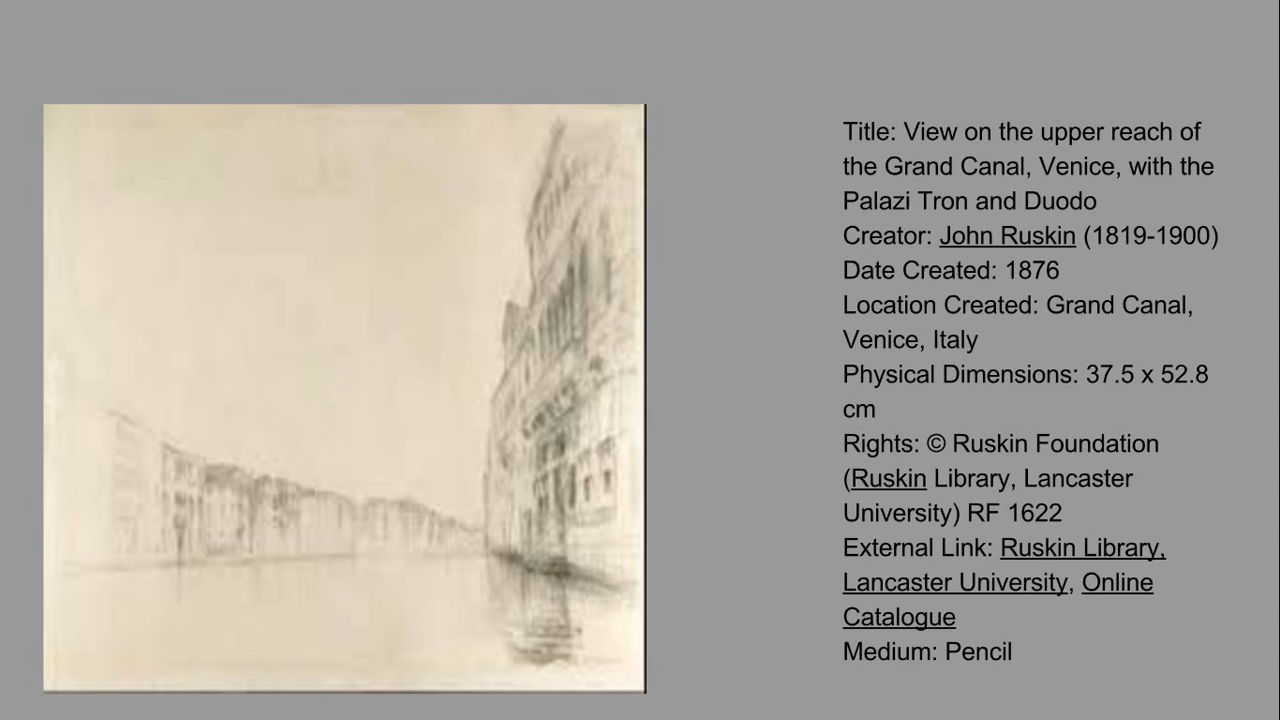 Title: View on the upper reach of
the Grand Canal, Venice, with the
Palazi Tron and Duodo
Creator: John Ruskin (1819-1900)
Date Created: 1876
Location Created: Grand Canal,
Venice, Italy
Physical Dimensions: 37.5 x 52.8
cm
Rights: © Ruskin Foundation
(Ruskin Library, Lancaster
University) RF 1622
External Link: Ruskin Library,
Lancaster University, Online
Catalogue
Medium: Pencil